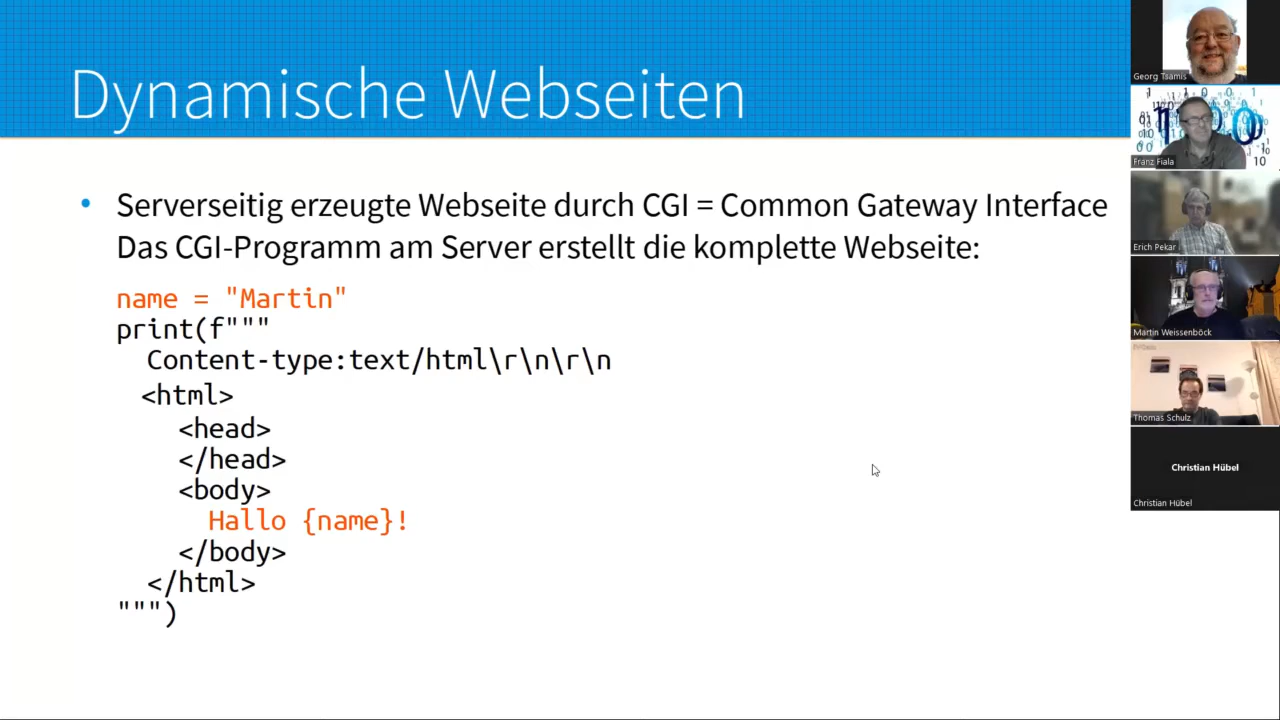 Dynamische Webseiten
• Serverseitig erzeugte Webseite durch CGI = Common Gateway Interface
Das CGI-Programm am Server erstellt die komplette Webseite:
name = "Martin"
print(f"""
Content-type:text/html\r\n\r\n
<html>
<head>
</head>
<body>
Hallo {name}!
</body>
</html>
""")
Georg Tsamis
Franz Fiala
Erich Pekar
Martin Weissenböck
Thomas Schulz
Christian Hübel
Christian Hübel